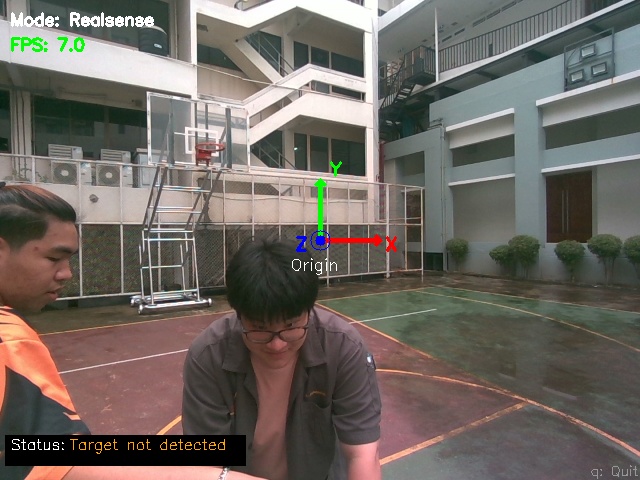 Mode: Realsense
FPS: 7.0
Y
Z
X
Origin
Status: Target not detected
q: Quit